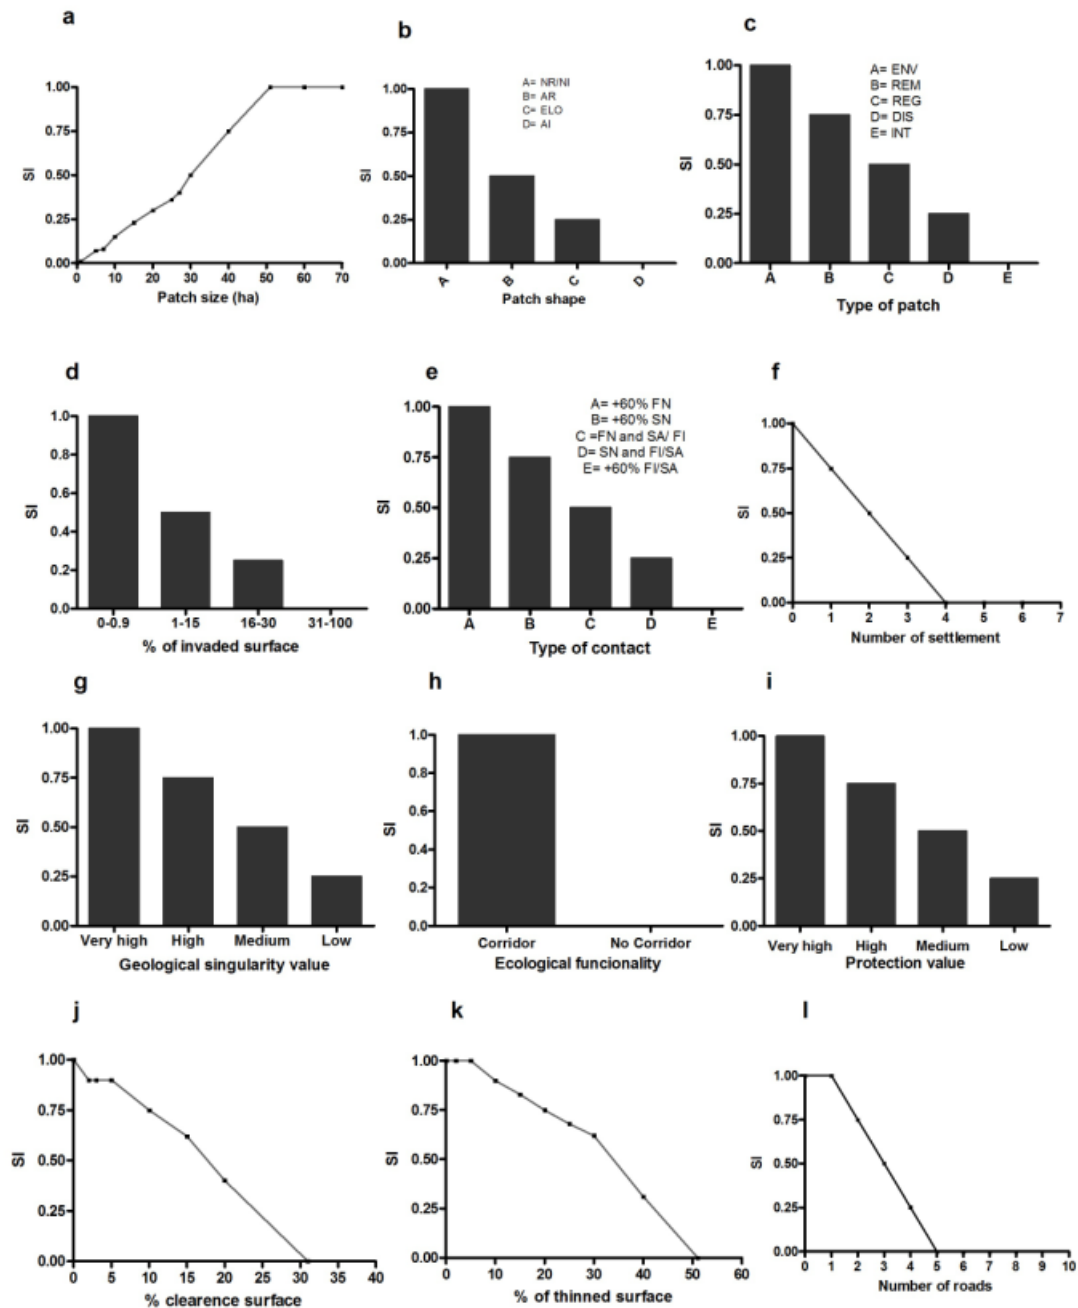 a
1.00
0.75
0.50
0.25
0.00
SI
0 10 20 30 40 50 60 70
Patch size (ha)
b
A= NR/NI
B= AR
C= ELO
D= AI
1.00
0.75
0.50
0.25
0.00
SI
A B C D
Patch shape
c
A= ENV
B= REM
C= REG
D= DIS
E= INT
1.00
0.75
0.50
0.25
0.00
SI
A B C D E
Type of patch
d
1.0
0.8
0.6
0.4
0.2
0.0
SI
0-0.9 1-15 16-30 31-100
% of invaded surface
e
A= +60% FN
B= +60% SN
C =FN and SA/ FI
D= SN and FI/SA
E= +60% FI/SA
1.00
0.75
0.50
0.25
0.00
SI
A B C D E
Type of contact
f
1.00
0.75
0.50
0.25
0.00
SI
0 1 2 3 4 5 6 7
Number of settlement
g
1.00
0.75
0.50
0.25
0.00
SI
Very high High Medium Low
Geological singularity value
h
1.0
0.8
0.6
0.4
0.2
0.0
SI
Corridor No Corridor
Ecological funcionality
i
1.00
0.75
0.50
0.25
0.00
SI
Very high High Medium Low
Protection value
j
1.00
0.75
0.50
0.25
0.00
SI
0 5 10 15 20 25 30 35 40
% clearence surface
k
1.00
0.75
0.50
0.25
0.00
SI
0 10 20 30 40 50 60
% of thinned surface
l
1.00
0.75
0.50
0.25
0.00
SI
0 1 2 3 4 5 6 7 8 9 10
Number of roads